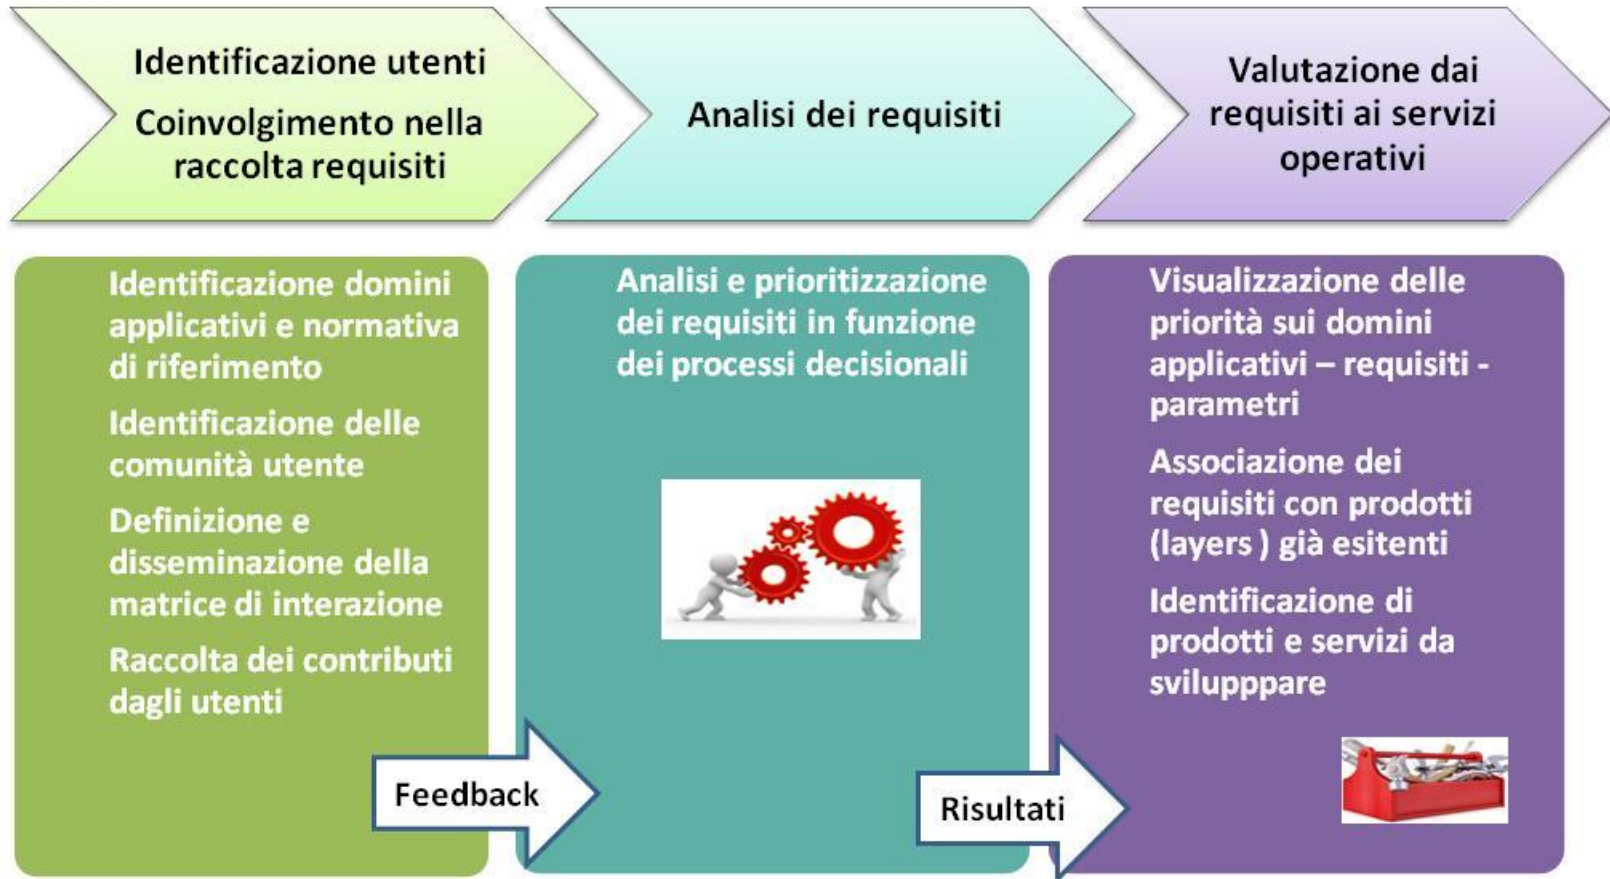 Identificazione utenti
Coinvolgimento nella
raccolta requisiti
Analisi dei requisiti
Valutazione dai
requisiti ai servizi
operativi
Identificazione domini
applicativi e normativa
di riferimento
Identificazione delle
comunità utente
Definizione e
disseminazione della
matrice di interazione
Raccolta dei contributi
dagli utenti
Feedback
Analisi e prioritizzazione
dei requisiti in funzione
dei processi decisionali
Risultati
Visualizzazione delle
priorità sui domini
applicativi – requisiti -
parametri
Associazione dei
requisiti con prodotti
(layers ) già esitenti
Identificazione di
prodotti e servizi da
svilupppare